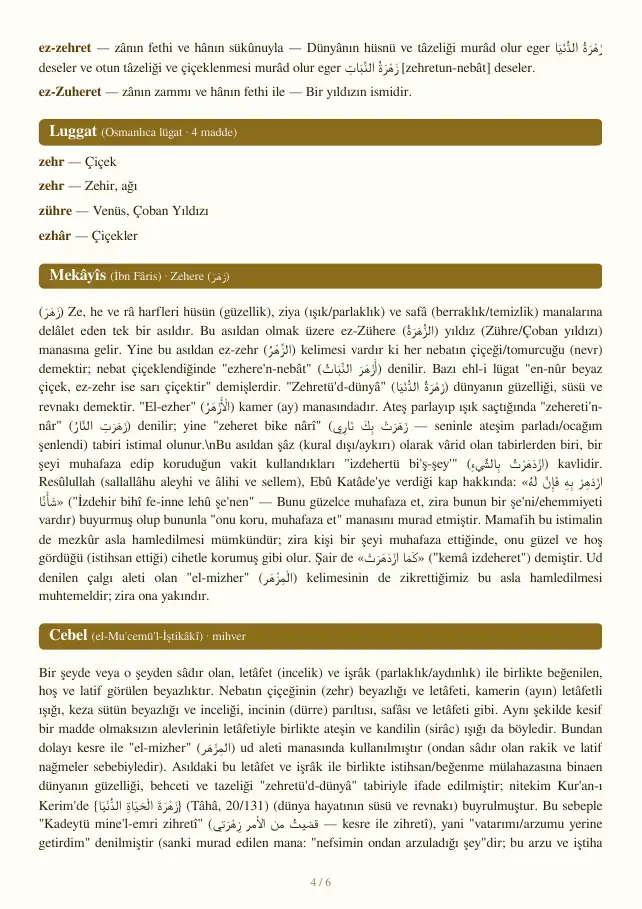 ez-zehret — zânın fethi ve hânın sükûnuyla — Dünyânın hüsnü ve tâzeliği murâd olur eger زَهْرَةُ الدُّنْيَا
deseler ve otun tâzeliği ve çiçeklenmesi murâd olur eger زَهْرَةُ النَّبَاتِ [zehretun-nebât] deseler.
ez-Zuheret — zânın zammı ve hânın fethi ile — Bir yıldızın ismidir.
Luggat (Osmanlıca lügat · 4 madde)
zehr — Çiçek
zehr — Zehir, ağı
zühre — Venüs, Çoban Yıldızı
ezhâr — Çiçekler
Mekâyîs (İbn Fâris) · Zehere (زَهَرَ)
(زَهَرَ) Ze, he ve râ harfleri hüsün (güzellik), ziya (ışık/parlaklık) ve safâ (berraklık/temizlik) manalarına
delâlet eden tek bir asıldır. Bu asıldan olmak üzere ez-Zühere (الزُّهَرَةُ) yıldız (Zühre/Çoban yıldızı)
manasına gelir. Yine bu asıldan ez-zehr (الزَّهْرُ) kelimesi vardır ki her nebatın çiçeği/tomurcuğu (nevr)
demektir; nebat çiçeklendiğinde "ezhere'n-nebât" (أَزْهَرَ النَّبَاتُ) denilir. Bazı ehl-i lügat "en-nûr beyaz
çiçek, ez-zehr ise sarı çiçektir" demişlerdir. "Zehretü'd-dünyâ" (زَهْرَةُ الدُّنْيَا) dünyanın güzelliği, süsü ve
revnakı demektir. "El-ezher" (الْأَزْهَرُ) kamer (ay) manasındadır. Ateş parlayıp ışık saçtığında "zehereti'n-
nâr" (زَهَرَتِ النَّارُ) denilir; yine "zeheret bike nârî" (زَهَرَتْ بِكَ نَارِي — seninle ateşim parladı/ocağım
şenlendi) tabiri istimal olunur.\nBu asıldan şâz (kural dışı/aykırı) olarak vârid olan tabirlerden biri, bir
şeyi muhafaza edip koruduğun vakit kullandıkları "izdehertü bi'ş-şey'" (ازْدَهَرْتُ بِالشَّيْءِ) kavlidir.
Resûlullah (sallallâhu aleyhi ve âlihi ve sellem), Ebû Katâde'ye verdiği kap hakkında: «ازْدَهِرْ بِهِ فَإِنَّ لَهُ
شَأْنًا» ("İzdehir bihî fe-inne lehû şe'nen" — Bunu güzelce muhafaza et, zira bunun bir şe'ni/ehemmiyeti
vardır) buyurmuş olup bununla "onu koru, muhafaza et" manasını murad etmiştir. Mamafih bu istimalin
de mezkûr asla hamledilmesi mümkündür; zira kişi bir şeyi muhafaza ettiğinde, onu güzel ve hoş
gördüğü (istihsan ettiği) cihetle korumuş gibi olur. Şair de «كَمَا ازْدَهَرَتْ» ("kemâ izdeheret") demiştir. Ud
denilen çalgı aleti olan "el-mizher" (الْمِزْهَر) kelimesinin de zikrettiğimiz bu asla hamledilmesi
muhtemeldir; zira ona yakındır.
Cebel (el-Mu'cemü'l-İştikâkî) · mihver
Bir şeyde veya o şeyden sâdır olan, letâfet (incelik) ve işrâk (parlaklık/aydınlık) ile birlikte beğenilen,
hoş ve latif görülen beyazlıktır. Nebatın çiçeğinin (zehr) beyazlığı ve letâfeti, kamerin (ayın) letâfetli
ışığı, keza sütün beyazlığı ve inceliği, incinin (dürre) parıltısı, safâsı ve letâfeti gibi. Aynı şekilde kesif
bir madde olmaksızın alevlerinin letâfetiyle birlikte ateşin ve kandilin (sirâc) ışığı da böyledir. Bundan
dolayı kesre ile "el-mizher" (المِزْهَر) ud aleti manasında kullanılmıştır (ondan sâdır olan rakik ve latif
nağmeler sebebiyledir). Asıldaki bu letâfet ve işrâk ile birlikte istihsan/beğenme mülahazasına binaen
dünyanın güzelliği, behceti ve tazeliği "zehretü'd-dünyâ" tabiriyle ifade edilmiştir; nitekim Kur'an-ı
Kerim'de {زَهْرَةَ الْحَيَاةِ الدُّنْيَا} (Tâhâ, 20/131) (dünya hayatının süsü ve revnakı) buyrulmuştur. Bu sebeple
"Kadeytü mine'l-emri zihretî" (قضيتُ من الأمر زِهْرَتي — kesre ile zihretî), yani "vatarımı/arzumu yerine
getirdim" denilmiştir (sanki murad edilen mana: "nefsimin ondan arzuladığı şey"dir; bu arzu ve iştiha
4 / 6